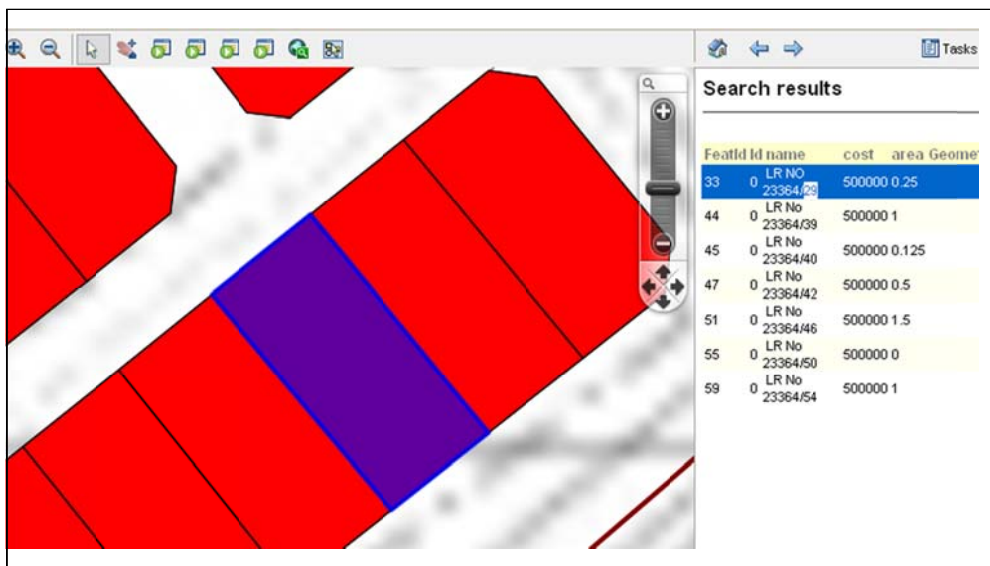 Tasks
Search results
FeatId Id name cost area Geome
33 0 LR NO 23364/29 500000 0.25
44 0 LR No 23364/39 500000 1
45 0 LR No 23364/40 500000 0.125
47 0 LR No 23364/42 500000 0.5
51 0 LR No 23364/46 500000 1.5
55 0 LR No 23364/50 500000 0
59 0 LR No 23364/54 500000 1